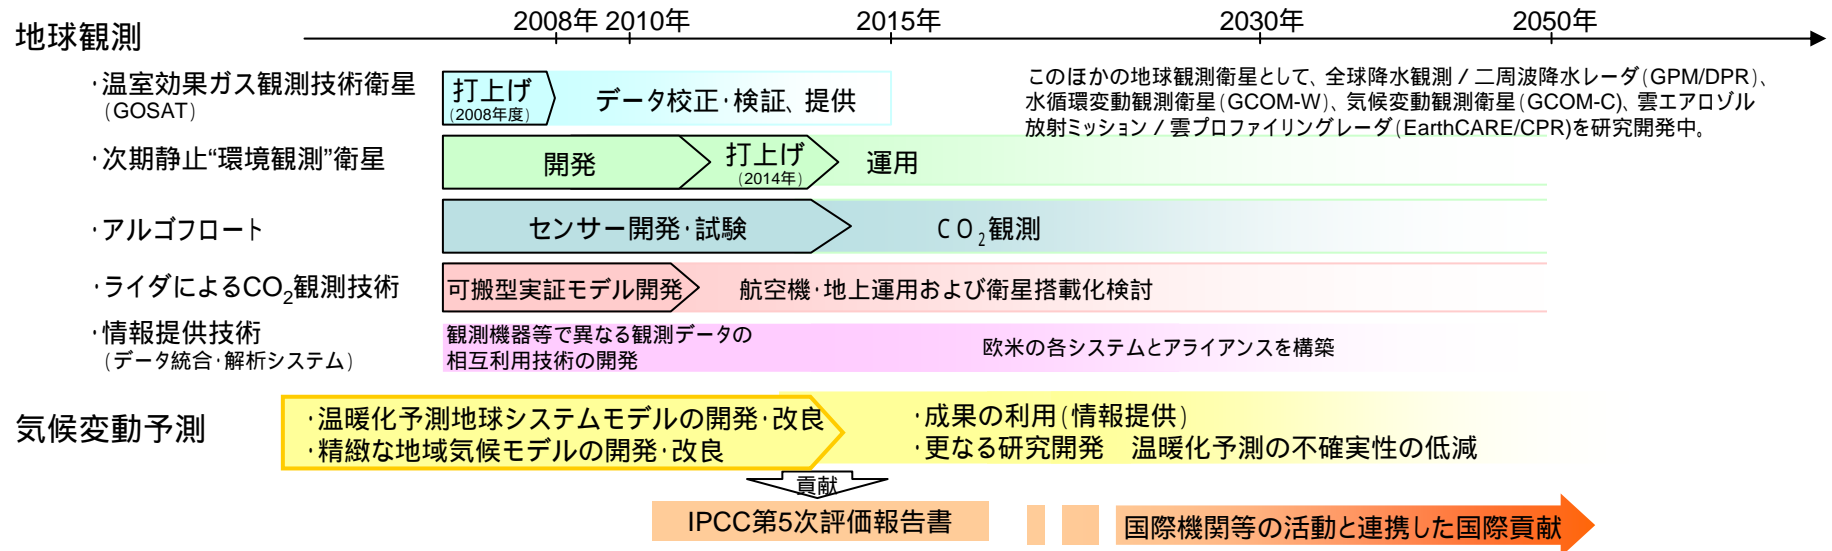 地球観測
2008年 2010年 2015年 2030年 2050年
・温室効果ガス観測技術衛星
(GOSAT)
打上げ
(2008年度)
データ校正・検証、提供
このほかの地球観測衛星として、全球降水観測/二周波降水レーダ(GPM/DPR)、
水循環変動観測衛星(GCOM-W)、気候変動観測衛星(GCOM-C)、雲エアロゾル
放射ミッション/雲プロファイリングレーダ(EarthCARE/CPR)を研究開発中。
・次期静止“環境観測”衛星
開発
打上げ
(2014年)
運用
・アルゴフロート
センサー開発・試験
CO₂観測
・ライダによるCO₂観測技術
可搬型実証モデル開発
航空機・地上運用および衛星搭載化検討
・情報提供技術
(データ統合・解析システム)
観測機器等で異なる観測データの
相互利用技術の開発
欧米の各システムとアライアンスを構築
気候変動予測
・温暖化予測地球システムモデルの開発・改良
・精緻な地域気候モデルの開発・改良
・成果の利用(情報提供)
・更なる研究開発 温暖化予測の不確実性の低減
貢献
IPCC第5次評価報告書
国際機関等の活動と連携した国際貢献